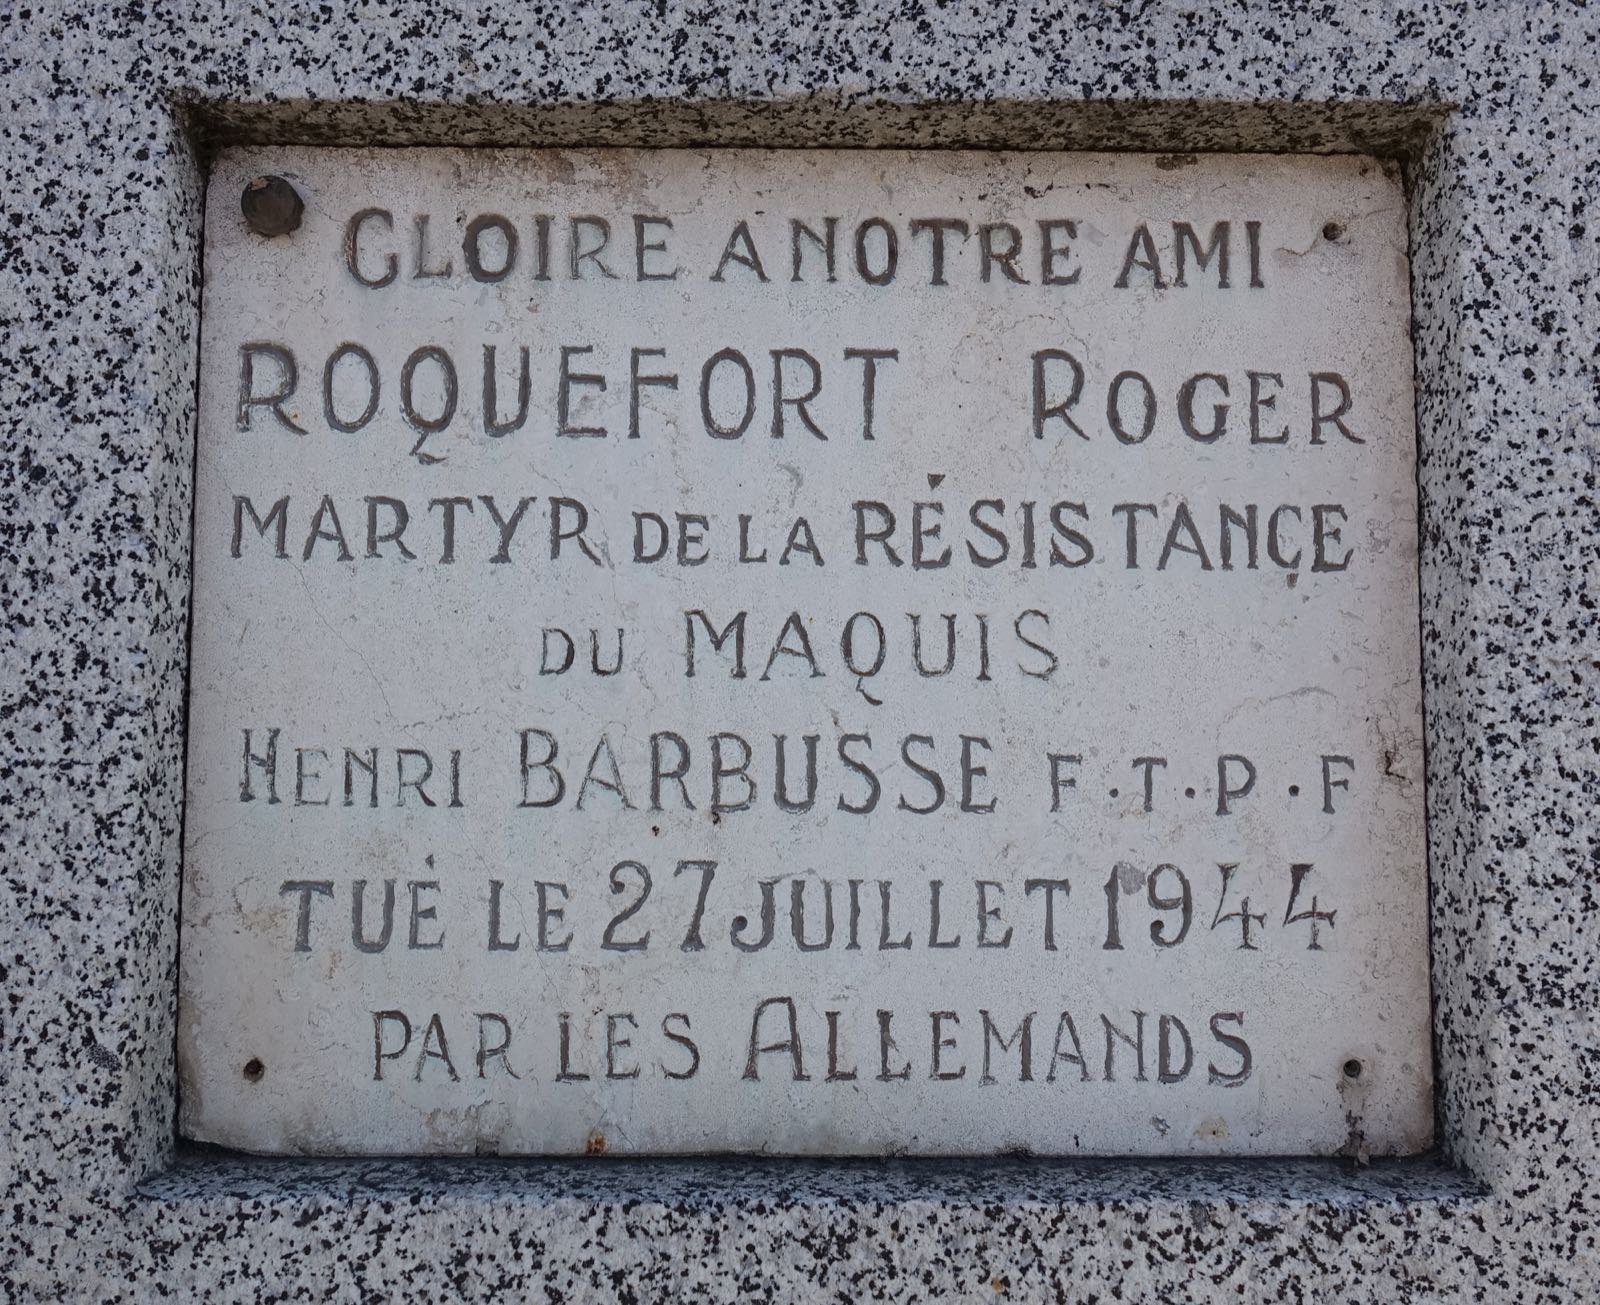 GLOIRE A NOTRE AMI
ROQUEFORT ROGER
MARTYR DE LA RÉSISTANCE
DU MAQUIS
HENRI BARBUSSE F.T.P.F
TUÉ LE 27 JUILLET 1944
PAR LES ALLEMANDS